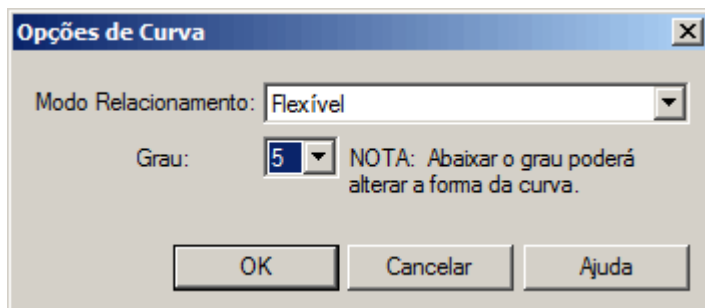 Opções de Curva
Modo Relacionamento: Flexível
Grau: 5 NOTA: Abaixar o grau poderá
alterar a forma da curva.
OK Cancelar Ajuda